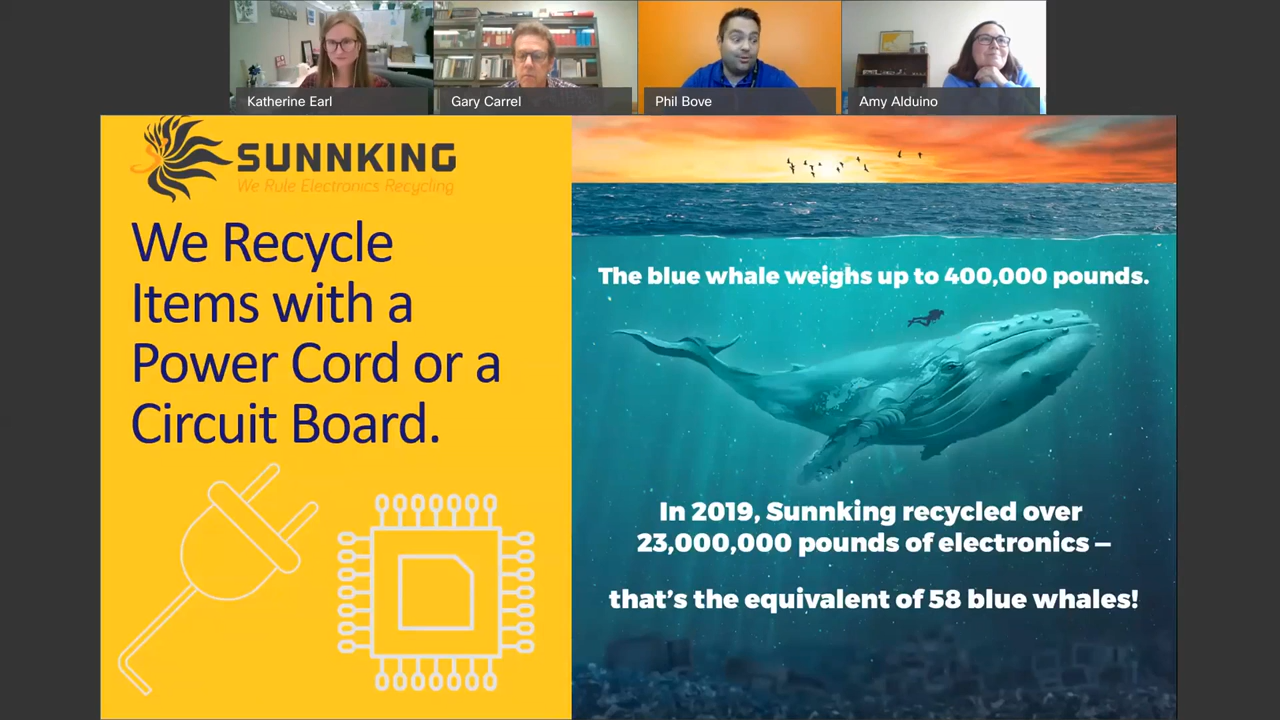 Katherine Earl
Gary Carrel
Phil Bove
Amy Alduino
SUNNKING
We Rule Electronics Recycling
We Recycle
Items with a
Power Cord or a
Circuit Board.
The blue whale weighs up to 400,000 pounds.
In 2019, Sunnking recycled over
23,000,000 pounds of electronics –
that's the equivalent of 58 blue whales!